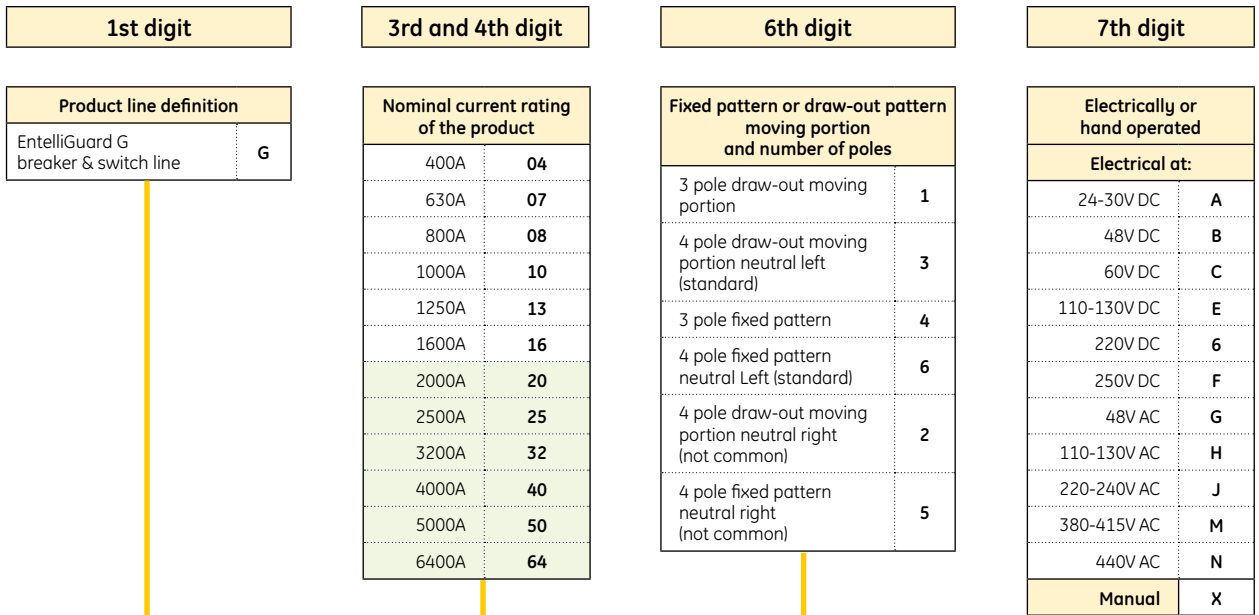 1st digit
3rd and 4th digit
6th digit
7th digit
Product line definition
EntelliGuard G
breaker & switch line
G
Nominal current rating
of the product
400A 04
630A 07
800A 08
1000A 10
1250A 13
1600A 16
2000A 20
2500A 25
3200A 32
4000A 40
5000A 50
6400A 64
Fixed pattern or draw-out pattern
moving portion
and number of poles
3 pole draw-out moving
portion
1
4 pole draw-out moving
portion neutral left
(standard)
3
3 pole fixed pattern 4
4 pole fixed pattern
neutral Left (standard)
6
4 pole draw-out moving
portion neutral right
(not common)
2
4 pole fixed pattern
neutral right
(not common)
5
Electrically or
hand operated
Electrical at:
24-30V DC A
48V DC B
60V DC C
110-130V DC E
220V DC 6
250V DC F
48V AC G
110-130V AC H
220-240V AC J
380-415V AC M
440V AC N
Manual X